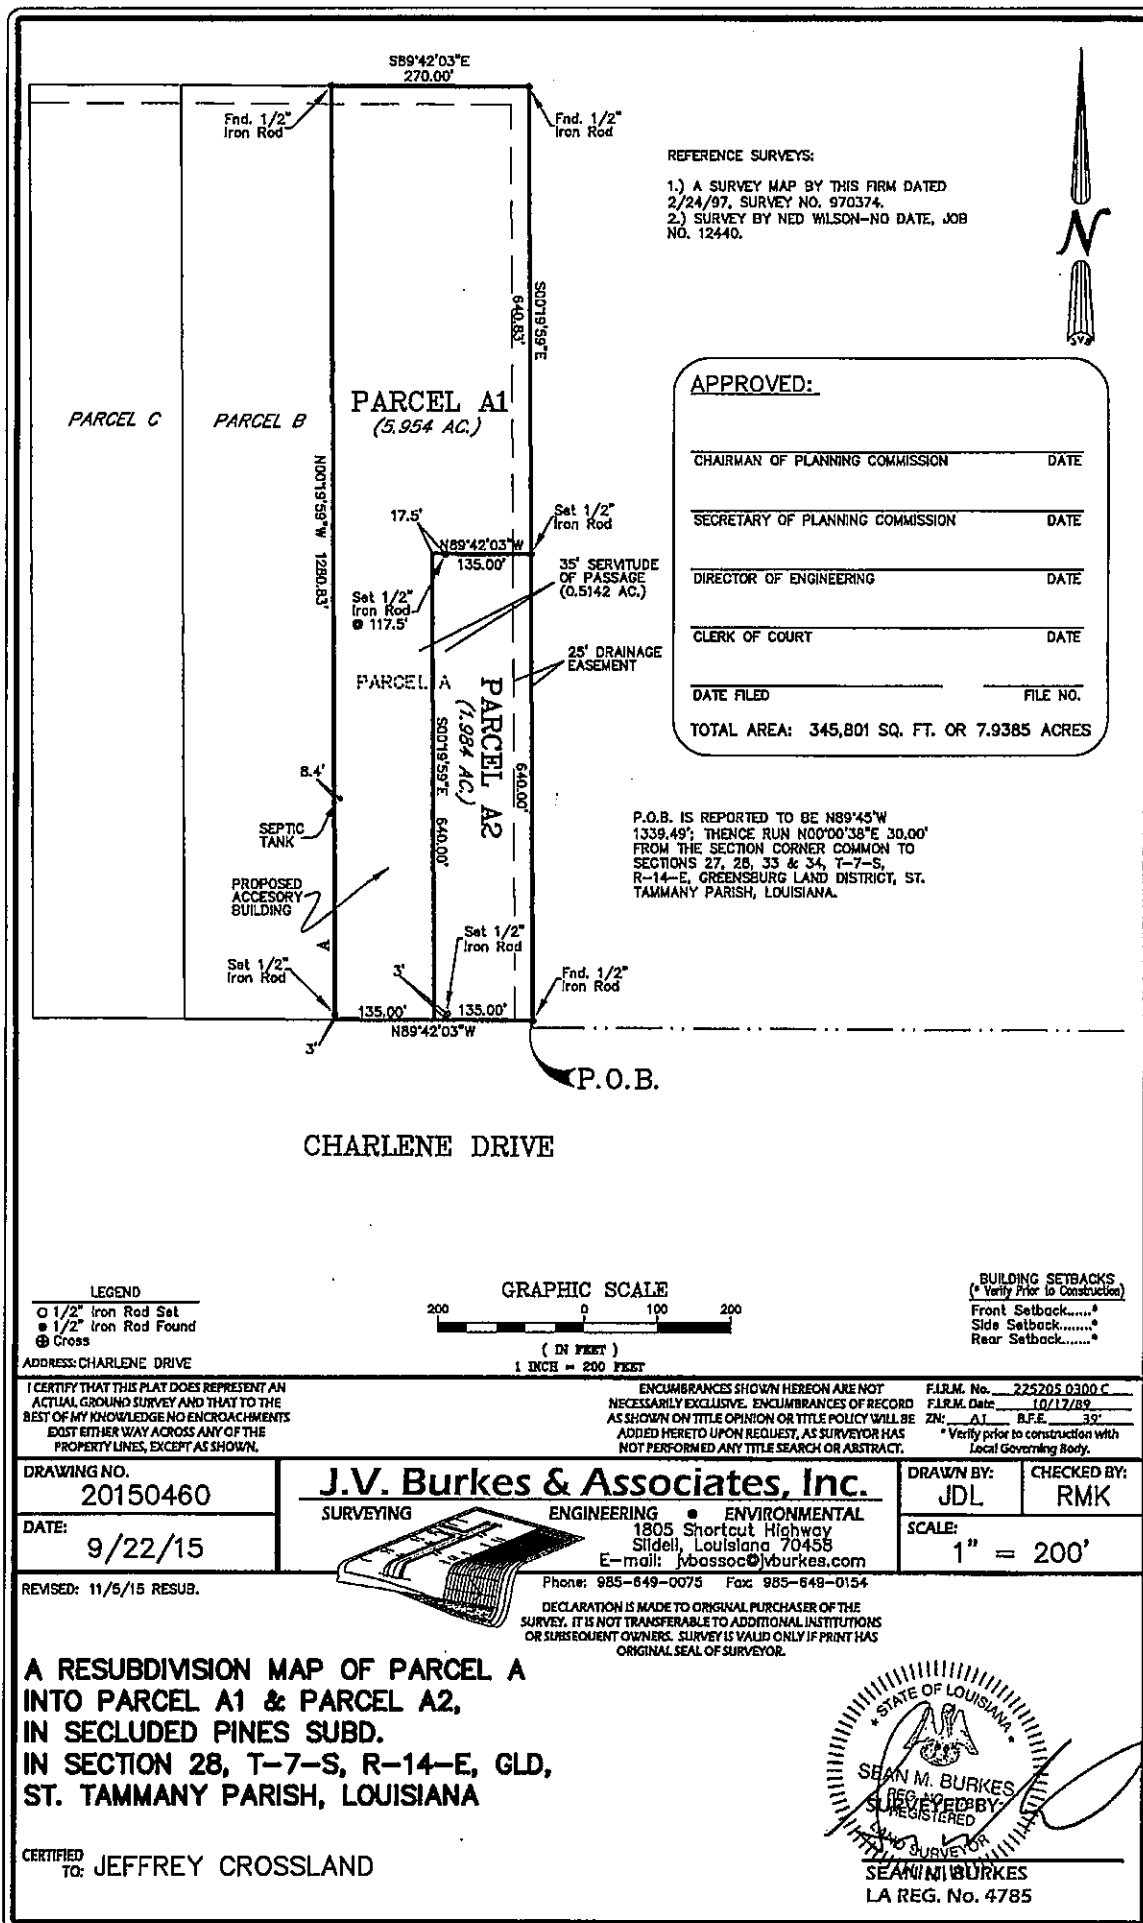 S89°42'03"E
270.00'
Fnd. 1/2"
Iron Rod
Fnd. 1/2"
Iron Rod
REFERENCE SURVEYS:
1.) A SURVEY MAP BY THIS FIRM DATED
2/24/97, SURVEY NO. 970374.
2.) SURVEY BY NED WILSON-NO DATE, JOB
NO. 12440.
N
S00°19'59"E
640.83'
PARCEL C
PARCEL B
PARCEL A1
(5.954 AC.)
N00°19'59"W 1280.83'
APPROVED:
CHAIRMAN OF PLANNING COMMISSION DATE
SECRETARY OF PLANNING COMMISSION DATE
DIRECTOR OF ENGINEERING DATE
CLERK OF COURT DATE
DATE FILED FILE NO.
TOTAL AREA: 345,801 SQ. FT. OR 7.9385 ACRES
17.5'
N89°42'03"W
135.00'
Set 1/2"
Iron Rod
35' SERVITUDE
OF PASSAGE
(0.5142 AC.)
Set 1/2"
Iron Rod
@ 117.5'
25' DRAINAGE
EASEMENT
PARCEL A
PARCEL A2
(1.984 AC.)
S00°19'59"E 640.00'
640.00'
8.4'
SEPTIC
TANK
PROPOSED
ACCESORY
BUILDING
P.O.B. IS REPORTED TO BE N89°45'W
1339.49'; THENCE RUN N00°00'38"E 30.00'
FROM THE SECTION CORNER COMMON TO
SECTIONS 27, 28, 33 & 34, T-7-S,
R-14-E, GREENSBURG LAND DISTRICT, ST.
TAMMANY PARISH, LOUISIANA.
Set 1/2"
Iron Rod
Set 1/2"
Iron Rod
Fnd. 1/2"
Iron Rod
3'
135.00'
135.00'
N89°42'03"W
3'
P.O.B.
CHARLENE DRIVE
LEGEND
1/2" Iron Rod Set
1/2" Iron Rod Found
Cross
ADDRESS: CHARLENE DRIVE
GRAPHIC SCALE
200 0 100 200
( IN FEET )
1 INCH = 200 FEET
BUILDING SETBACKS
(* Verify Prior to Construction)
Front Setback......*
Side Setback........*
Rear Setback......*
I CERTIFY THAT THIS PLAT DOES REPRESENT AN
ACTUAL GROUND SURVEY AND THAT TO THE
BEST OF MY KNOWLEDGE NO ENCROACHMENTS
EXIST EITHER WAY ACROSS ANY OF THE
PROPERTY LINES, EXCEPT AS SHOWN.
ENCUMBRANCES SHOWN HEREON ARE NOT
NECESSARILY EXCLUSIVE. ENCUMBRANCES OF RECORD
AS SHOWN ON TITLE OPINION OR TITLE POLICY WILL BE
ADDED HERETO UPON REQUEST, AS SURVEYOR HAS
NOT PERFORMED ANY TITLE SEARCH OR ABSTRACT.
F.I.R.M. No. 225205 0300 C
F.I.R.M. Date 10/17/89
ZN: A1 B.F.E. 39'
* Verify prior to construction with
Local Governing Body.
DRAWING NO.
20150460
DATE:
9/22/15
J.V. Burkes & Associates, Inc.
SURVEYING ENGINEERING • ENVIRONMENTAL
1805 Shortcut Highway
Slidell, Louisiana 70458
E-mail: jvbassoc@jvburkes.com
Phone: 985-649-0075 Fax: 985-649-0154
DRAWN BY:
JDL
CHECKED BY:
RMK
SCALE:
1" = 200'
REVISED: 11/5/15 RESUB.
DECLARATION IS MADE TO ORIGINAL PURCHASER OF THE
SURVEY. IT IS NOT TRANSFERABLE TO ADDITIONAL INSTITUTIONS
OR SUBSEQUENT OWNERS. SURVEY IS VALID ONLY IF PRINT HAS
ORIGINAL SEAL OF SURVEYOR.
A RESUBDIVISION MAP OF PARCEL A
INTO PARCEL A1 & PARCEL A2,
IN SECLUDED PINES SUBD.
IN SECTION 28, T-7-S, R-14-E, GLD,
ST. TAMMANY PARISH, LOUISIANA
CERTIFIED
TO: JEFFREY CROSSLAND
STATE OF LOUISIANA
SEAN M. BURKES
REG. NO.
REGISTERED
LAND SURVEYOR
SURVEYED BY:
SEAN M. BURKES
LA REG. No. 4785